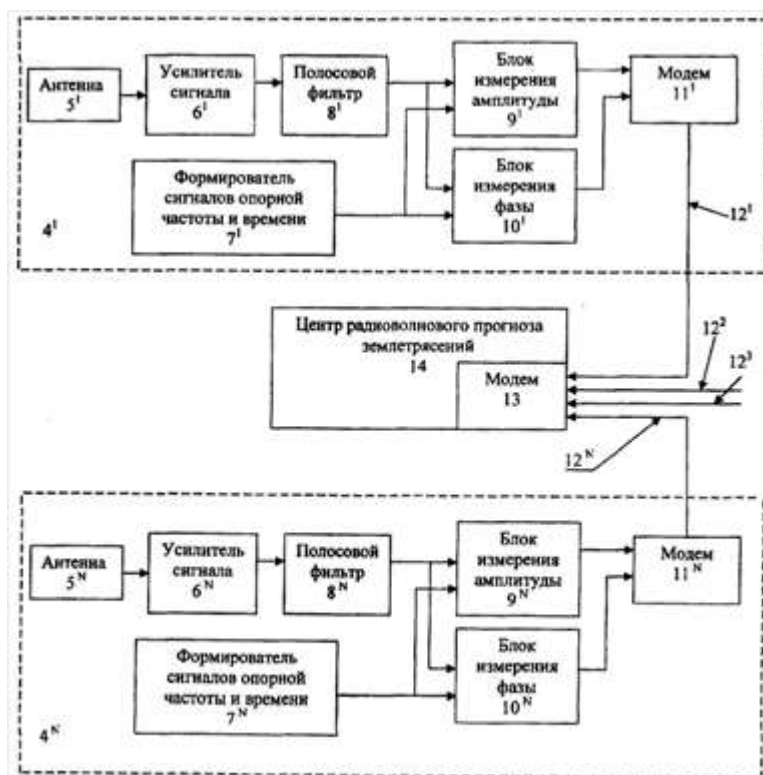 Антенна
5¹
Усилитель
сигнала
6¹
Полосовой
фильтр
8¹
Блок
измерения
амплитуды
9¹
Модем
11¹
Формирователь
сигналов опорной
частоты и времени
7¹
Блок
измерения
фазы
10¹
4¹
12¹
Центр радиоволнового прогноза
землетрясений
14
Модем
13
12²
12³
12ᴺ
Антенна
5ᴺ
Усилитель
сигнала
6ᴺ
Полосовой
фильтр
8ᴺ
Блок
измерения
амплитуды
9ᴺ
Модем
11ᴺ
Формирователь
сигналов опорной
частоты и времени
7ᴺ
Блок
измерения
фазы
10ᴺ
4ᴺ